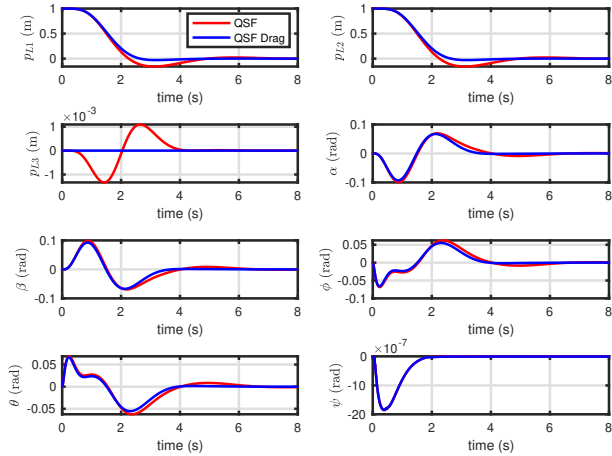 1
0.5
0
p_{L1} (m)
QSF
QSF Drag
0 2 4 6 8
time (s)
1
0.5
0
p_{L2} (m)
0 2 4 6 8
time (s)
×10^{-3}
1
0
-1
p_{L3} (m)
0 2 4 6 8
time (s)
0.1
0
-0.1
α (rad)
0 2 4 6 8
time (s)
0.1
0
-0.1
β (rad)
0 2 4 6 8
time (s)
0.05
0
-0.05
-0.1
ϕ (rad)
0 2 4 6 8
time (s)
0.05
0
-0.05
θ (rad)
0 2 4 6 8
time (s)
×10^{-7}
0
-10
-20
ψ (rad)
0 2 4 6 8
time (s)